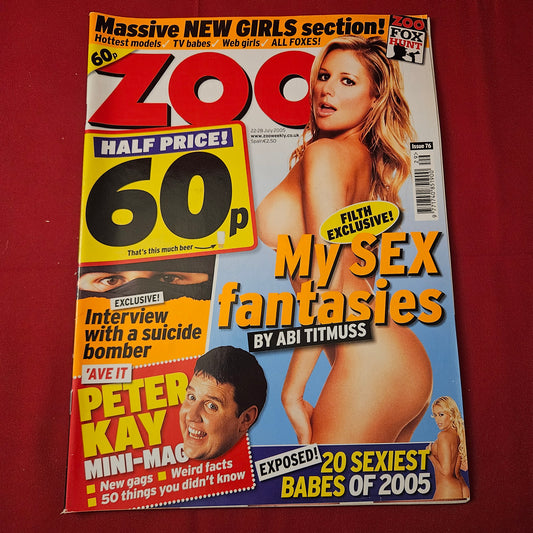 Massive NEW GIRLS section!
Hottest models / TV babes / Web girls / ALL FOXES!
ZOO
FOX
HUNT
60p
ZOO
22-28 July 2005
www.zooweekly.co.uk
Spain €2.50
Issue 76
29>
HALF PRICE!
60p
That's this much beer
FILTH
EXCLUSIVE!
My SEX
fantasies
BY ABI TITMUSS
EXCLUSIVE!
Interview
with a suicide
bomber
'AVE IT
PETER
KAY
MINI-MAG
New gags
Weird facts
50 things you didn't know
EXPOSED!
20 SEXIEST
BABES OF 2005